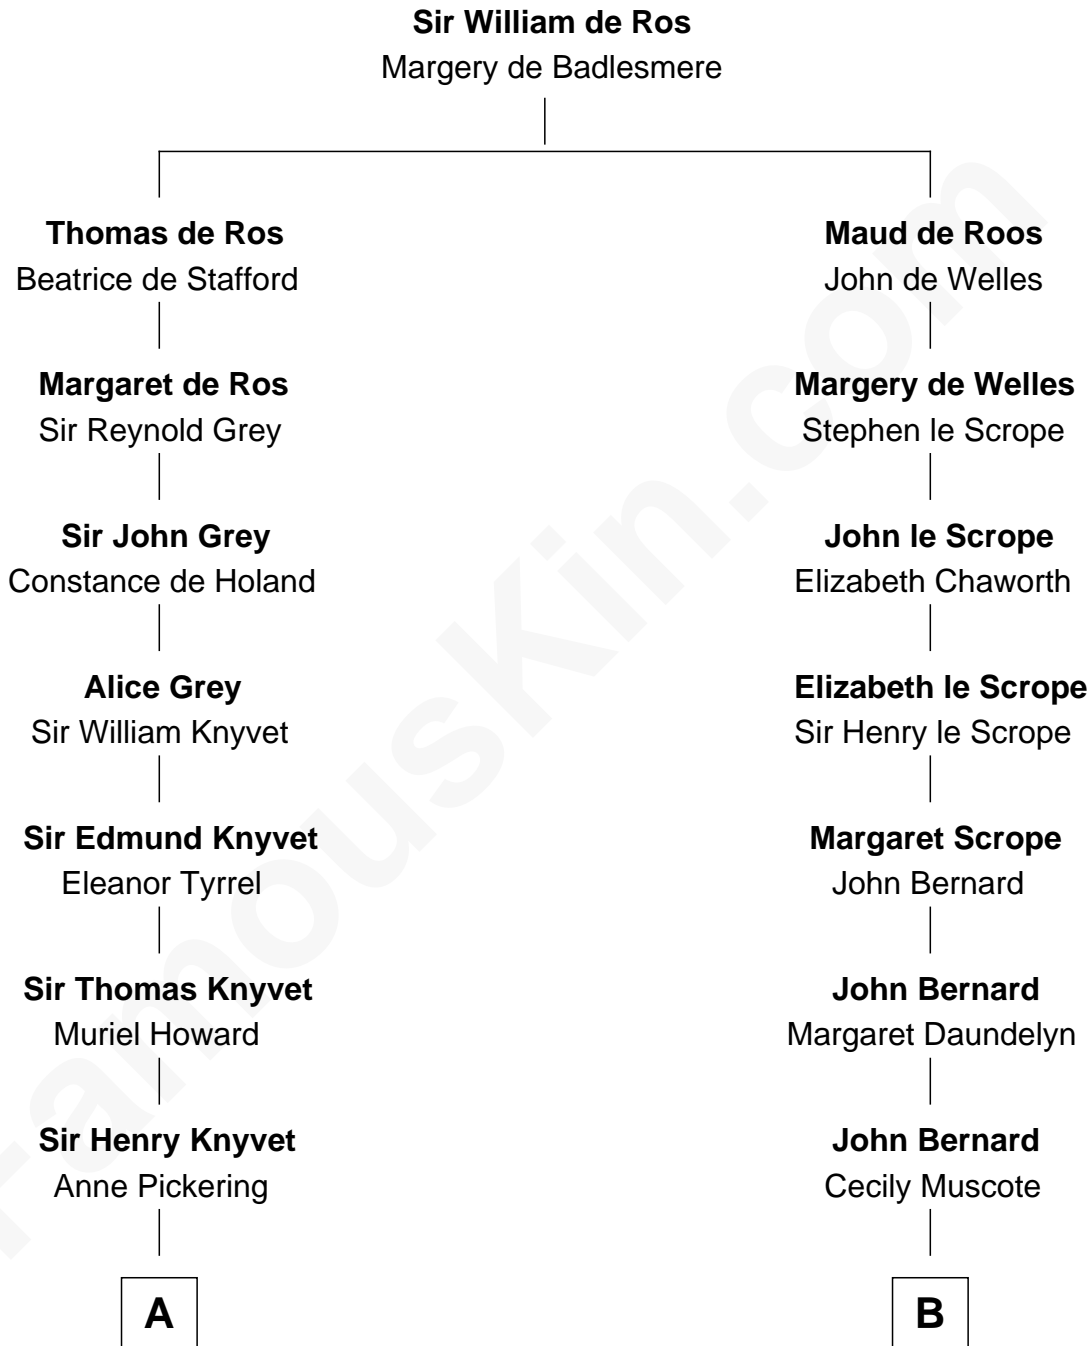 Sir William de Ros
Margery de Badlesmere
Thomas de Ros
Beatrice de Stafford
Margaret de Ros
Sir Reynold Grey
Sir John Grey
Constance de Holand
Alice Grey
Sir William Knyvet
Sir Edmund Knyvet
Eleanor Tyrrel
Sir Thomas Knyvet
Muriel Howard
Sir Henry Knyvet
Anne Pickering
A
Maud de Roos
John de Welles
Margery de Welles
Stephen le Scrope
John le Scrope
Elizabeth Chaworth
Elizabeth le Scrope
Sir Henry le Scrope
Margaret Scrope
John Bernard
John Bernard
Margaret Daundelyn
John Bernard
Cecily Muscote
B
FamousKin.com